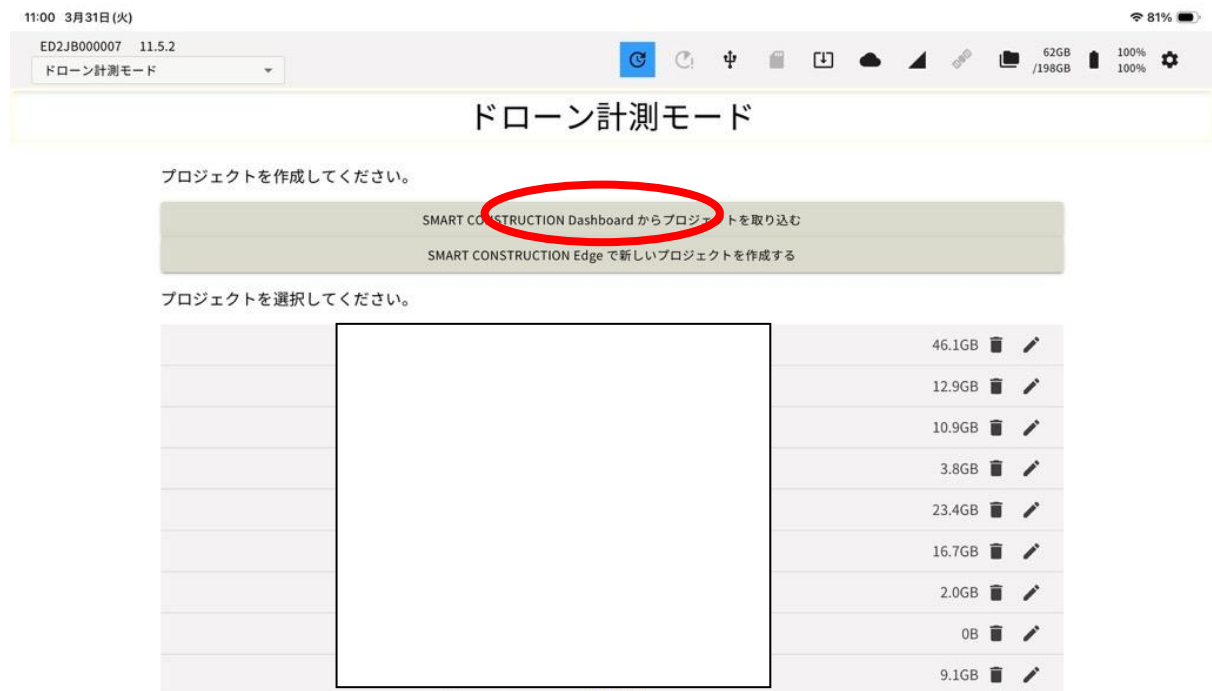 11:00 3月31日(火)
81%
ED2JB000007 11.5.2
ドローン計測モード
62GB
/198GB
100%
100%
ドローン計測モード
プロジェクトを作成してください。
SMART CONSTRUCTION Dashboard からプロジェクトを取り込む
SMART CONSTRUCTION Edge で新しいプロジェクトを作成する
プロジェクトを選択してください。
46.1GB
12.9GB
10.9GB
3.8GB
23.4GB
16.7GB
2.0GB
0B
9.1GB